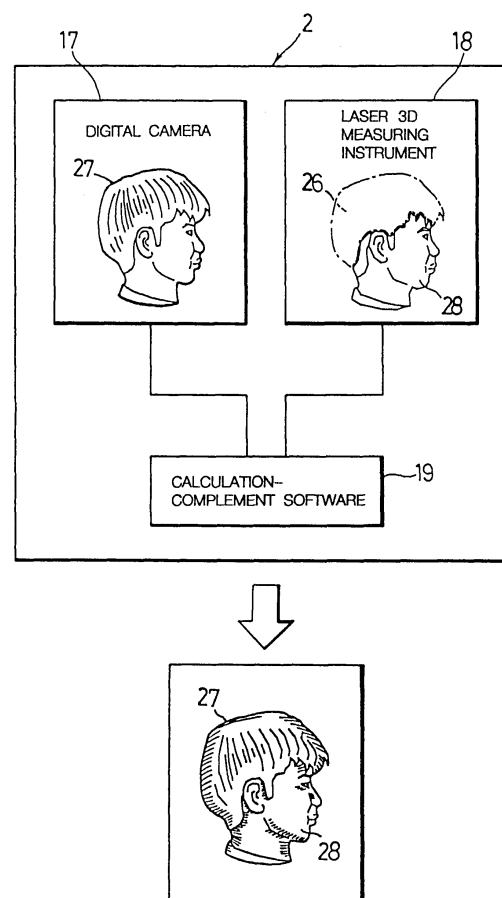 2
17
18
DIGITAL CAMERA
27
LASER 3D
MEASURING
INSTRUMENT
26
28
CALCULATION-
COMPLEMENT SOFTWARE
19
27
28